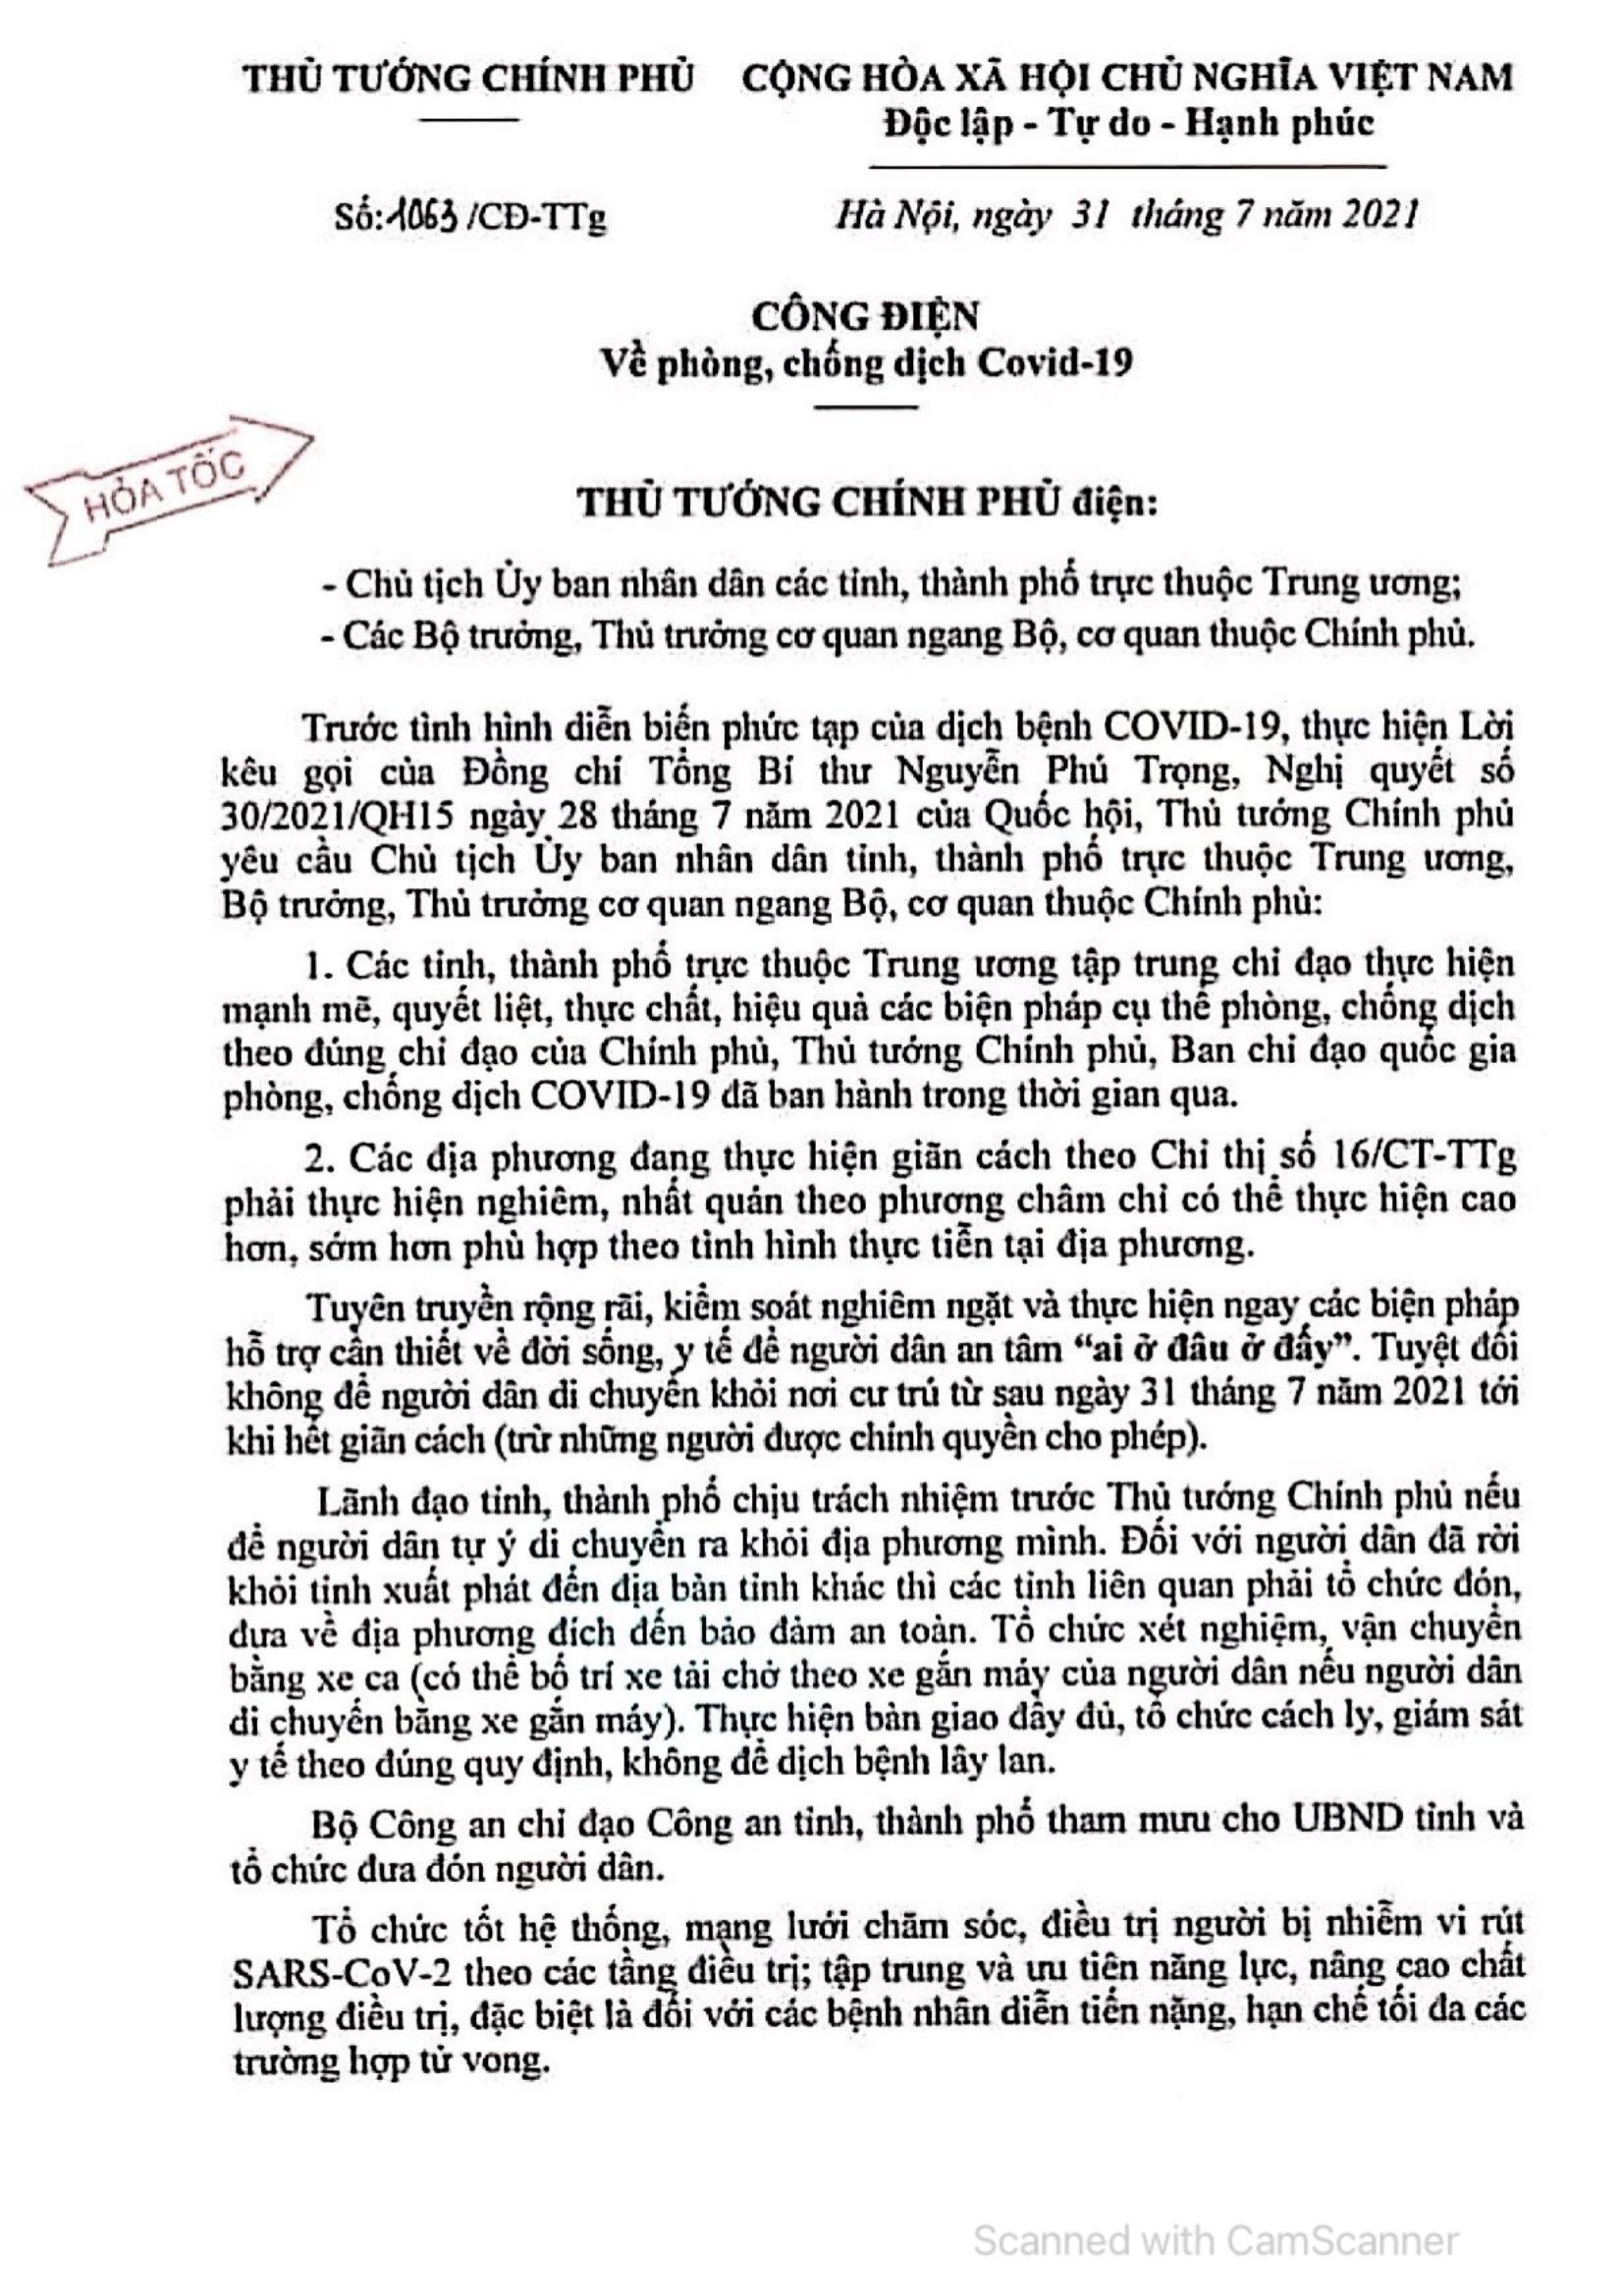 THỦ TƯỚNG CHÍNH PHỦ
CỘNG HÒA XÃ HỘI CHỦ NGHĨA VIỆT NAM
Độc lập - Tự do - Hạnh phúc
Số: 1063 /CĐ-TTg
Hà Nội, ngày 31 tháng 7 năm 2021
CÔNG ĐIỆN
Về phòng, chống dịch Covid-19
HỎA TỐC
THỦ TƯỚNG CHÍNH PHỦ điện:
- Chủ tịch Ủy ban nhân dân các tỉnh, thành phố trực thuộc Trung ương;
- Các Bộ trưởng, Thủ trưởng cơ quan ngang Bộ, cơ quan thuộc Chính phủ.
Trước tình hình diễn biến phức tạp của dịch bệnh COVID-19, thực hiện Lời
kêu gọi của Đồng chí Tổng Bí thư Nguyễn Phú Trọng, Nghị quyết số
30/2021/QH15 ngày 28 tháng 7 năm 2021 của Quốc hội, Thủ tướng Chính phủ
yêu cầu Chủ tịch Ủy ban nhân dân tỉnh, thành phố trực thuộc Trung ương,
Bộ trưởng, Thủ trưởng cơ quan ngang Bộ, cơ quan thuộc Chính phủ:
1. Các tỉnh, thành phố trực thuộc Trung ương tập trung chỉ đạo thực hiện
mạnh mẽ, quyết liệt, thực chất, hiệu quả các biện pháp cụ thể phòng, chống dịch
theo đúng chỉ đạo của Chính phủ, Thủ tướng Chính phủ, Ban chỉ đạo quốc gia
phòng, chống dịch COVID-19 đã ban hành trong thời gian qua.
2. Các địa phương đang thực hiện giãn cách theo Chỉ thị số 16/CT-TTg
phải thực hiện nghiêm, nhất quán theo phương châm chỉ có thể thực hiện cao
hơn, sớm hơn phù hợp theo tình hình thực tiễn tại địa phương.
Tuyên truyền rộng rãi, kiểm soát nghiêm ngặt và thực hiện ngay các biện pháp
hỗ trợ cần thiết về đời sống, y tế để người dân an tâm “ai ở đâu ở đấy”. Tuyệt đối
không để người dân di chuyển khỏi nơi cư trú từ sau ngày 31 tháng 7 năm 2021 tới
khi hết giãn cách (trừ những người được chính quyền cho phép).
Lãnh đạo tỉnh, thành phố chịu trách nhiệm trước Thủ tướng Chính phủ nếu
để người dân tự ý di chuyển ra khỏi địa phương mình. Đối với người dân đã rời
khỏi tỉnh xuất phát đến địa bàn tỉnh khác thì các tỉnh liên quan phải tổ chức đón,
đưa về địa phương đích đến bảo đảm an toàn. Tổ chức xét nghiệm, vận chuyển
bằng xe ca (có thể bố trí xe tải chở theo xe gắn máy của người dân nếu người dân
di chuyển bằng xe gắn máy). Thực hiện bàn giao đầy đủ, tổ chức cách ly, giám sát
y tế theo đúng quy định, không để dịch bệnh lây lan.
Bộ Công an chỉ đạo Công an tỉnh, thành phố tham mưu cho UBND tỉnh và
tổ chức đưa đón người dân.
Tổ chức tốt hệ thống, mạng lưới chăm sóc, điều trị người bị nhiễm vi rút
SARS-CoV-2 theo các tầng điều trị; tập trung và ưu tiên năng lực, nâng cao chất
lượng điều trị, đặc biệt là đối với các bệnh nhân diễn tiến nặng, hạn chế tối đa các
trường hợp tử vong.
Scanned with CamScanner